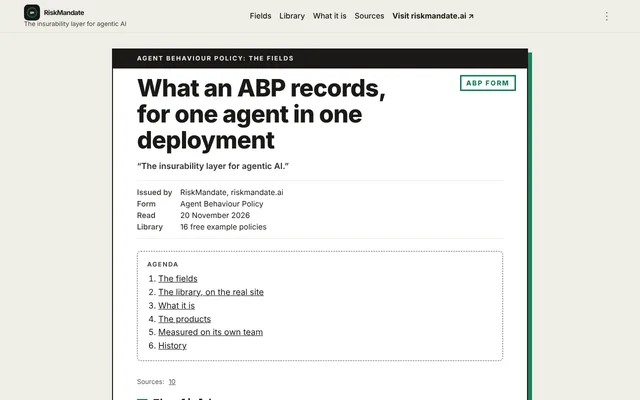 RiskMandate
The insurability layer for agentic AI
Fields Library What it is Sources Visit riskmandate.ai ↗
AGENT BEHAVIOUR POLICY: THE FIELDS
What an ABP records,
for one agent in one
deployment
ABP FORM
“The insurability layer for agentic AI.”
Issued by RiskMandate, riskmandate.ai
Form Agent Behaviour Policy
Read 20 November 2026
Library 16 free example policies
AGENDA
1. The fields
2. The library, on the real site
3. What it is
4. The products
5. Measured on its own team
6. History
Sources: 10